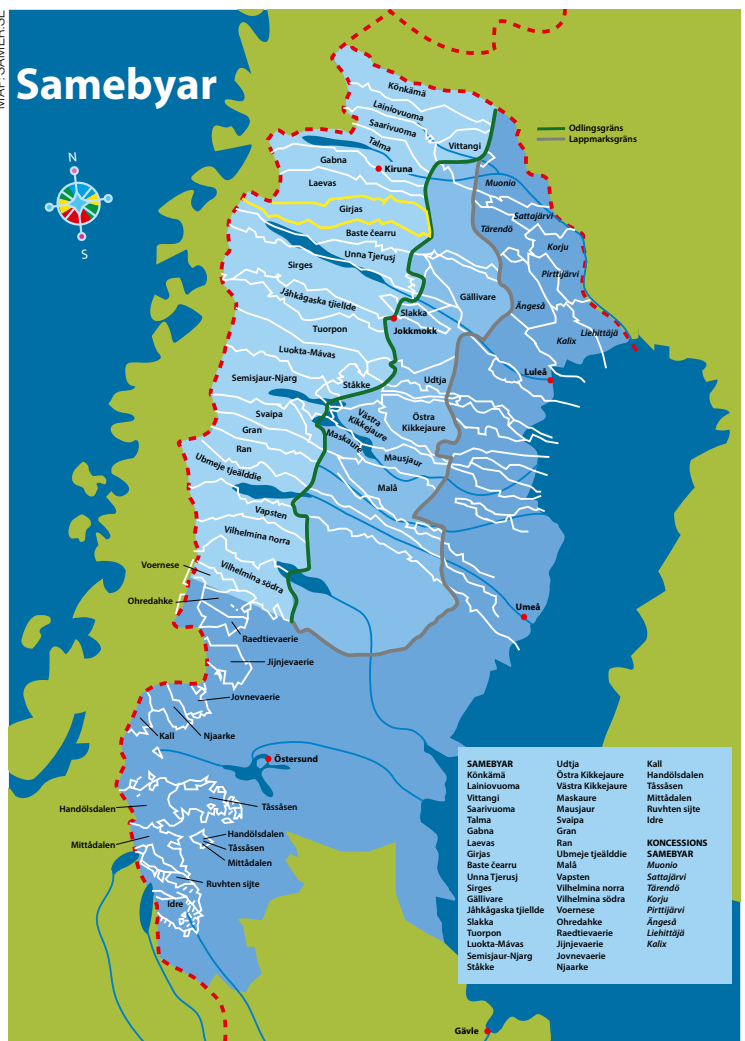 MAP: SAMER.SE
Samebyar
N
S
Odlingsgräns
Lappmarksgräns
Könkämä
Lainiovuoma
Saarivuoma
Talma
Vittangi
Gabna
Kiruna
Laevas
Muonio
Girjas
Sattajärvi
Baste čearru
Tärendö
Korju
Unna Tjerusj
Sirges
Pirttijärvi
Jåhkågaska tjiellde
Gällivare
Ängeså
Slakka
Jokkmokk
Liehittäjä
Tuorpon
Kalix
Luokta-Mávas
Luleå
Semisjaur-Njarg
Ståkke
Udtja
Svaipa
Västra
Kikkejaure
Östra
Kikkejaure
Gran
Maskaure
Ran
Mausjaur
Ubmeje tjeälddie
Malå
Vapsten
Vilhelmina norra
Voernese
Vilhelmina södra
Ohredahke
Umeå
Raedtievaerie
Jijnjevaerie
Jovnevaerie
Kall
Njaarke
Östersund
Handölsdalen
Tåssåsen
Mittådalen
Handölsdalen
Tåssåsen
Mittådalen
Ruvhten sijte
Idre
Gävle
SAMEBYAR
Könkämä
Lainiovuoma
Vittangi
Saarivuoma
Talma
Gabna
Laevas
Girjas
Baste čearru
Unna Tjerusj
Sirges
Gällivare
Jåhkågaska tjiellde
Slakka
Tuorpon
Luokta-Mávas
Semisjaur-Njarg
Ståkke
Udtja
Östra Kikkejaure
Västra Kikkejaure
Maskaure
Mausjaur
Svaipa
Gran
Ran
Ubmeje tjeälddie
Malå
Vapsten
Vilhelmina norra
Vilhelmina södra
Voernese
Ohredahke
Raedtievaerie
Jijnjevaerie
Jovnevaerie
Njaarke
Kall
Handölsdalen
Tåssåsen
Mittådalen
Ruvhten sijte
Idre
KONCESSIONS
SAMEBYAR
Muonio
Sattajärvi
Tärendö
Korju
Pirttijärvi
Ängeså
Liehittäjä
Kalix